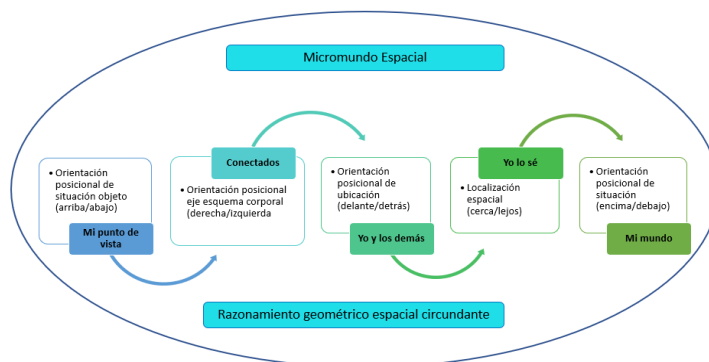 Micromundo Espacial
• Orientación
posicional de
situación objeto
(arriba/abajo)
Mi punto de
vista
Conectados
• Orientación posicional
eje esquema corporal
(derecha/izquierda
• Orientación
posicional de
ubicación
(delante/detrás)
Yo y los demás
Yo lo sé
• Localización
espacial
(cerca/lejos)
• Orientación
posicional de
situación
(encima/debajo)
Mi mundo
Razonamiento geométrico espacial circundante